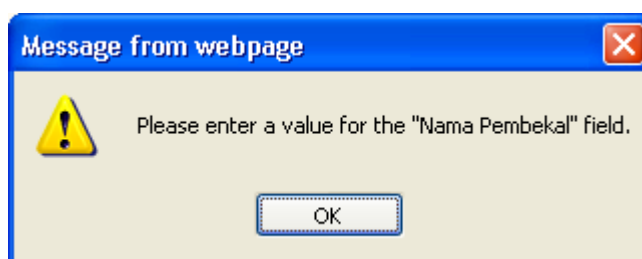 Message from webpage
Please enter a value for the "Nama Pembekal" field.
OK